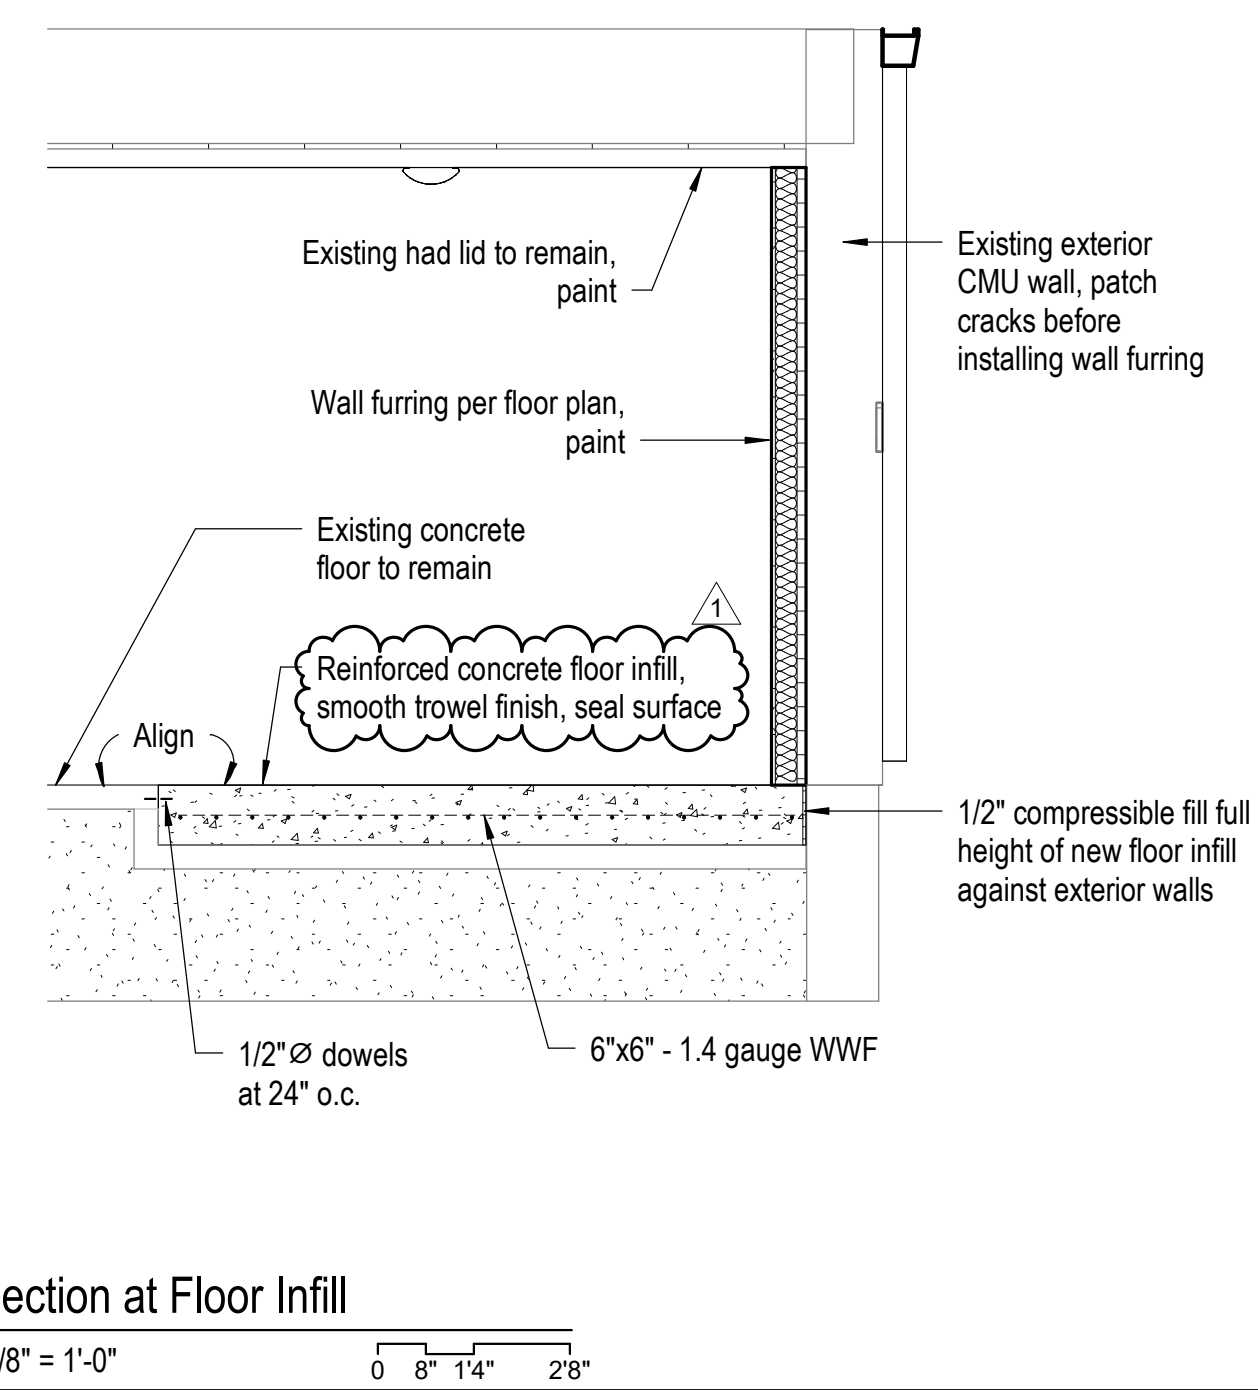 Existing had lid to remain,
paint
Existing exterior
CMU wall, patch
cracks before
installing wall furring
Wall furring per floor plan,
paint
Existing concrete
floor to remain
1
Reinforced concrete floor infill,
smooth trowel finish, seal surface
Align
1/2" compressible fill full
height of new floor infill
against exterior walls
1/2"∅ dowels
at 24" o.c.
6"x6" - 1.4 gauge WWF
ection at Floor Infill
/8" = 1'-0"
0 8" 1'4" 2'8"